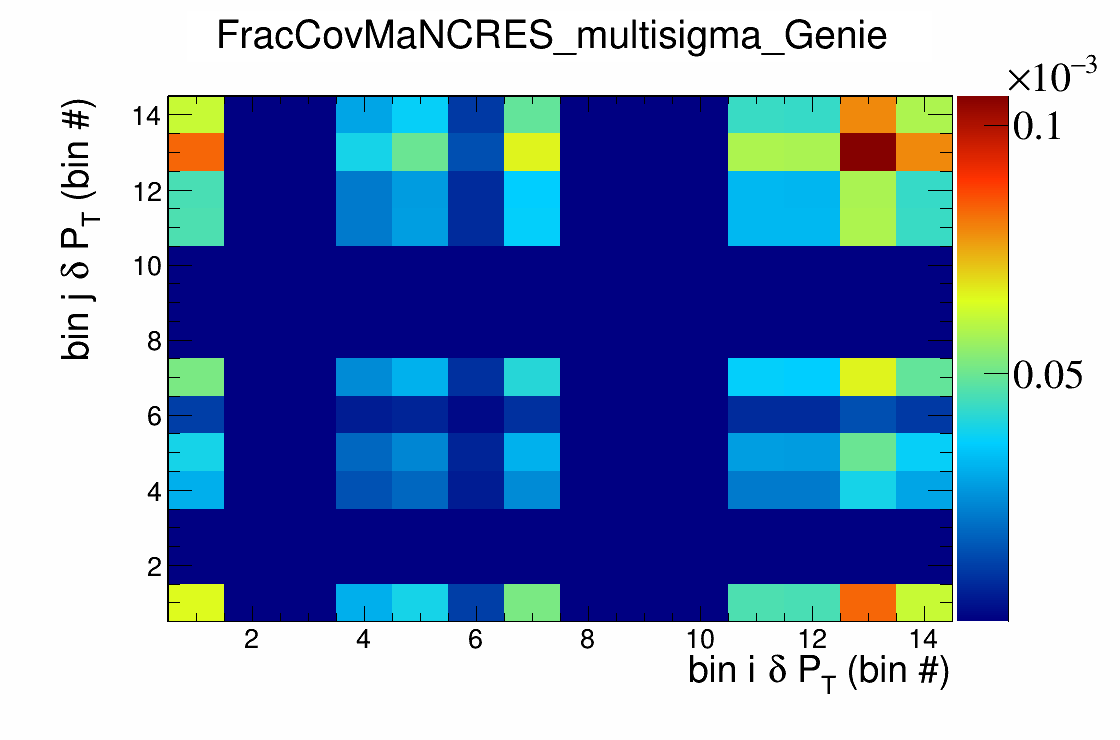 FracCovMaNCRES_multisigma_Genie
×10⁻³
0.1
0.05
bin j δ P_T (bin #)
14
12
10
8
6
4
2
2 4 6 8 10 12 14
bin i δ P_T (bin #)